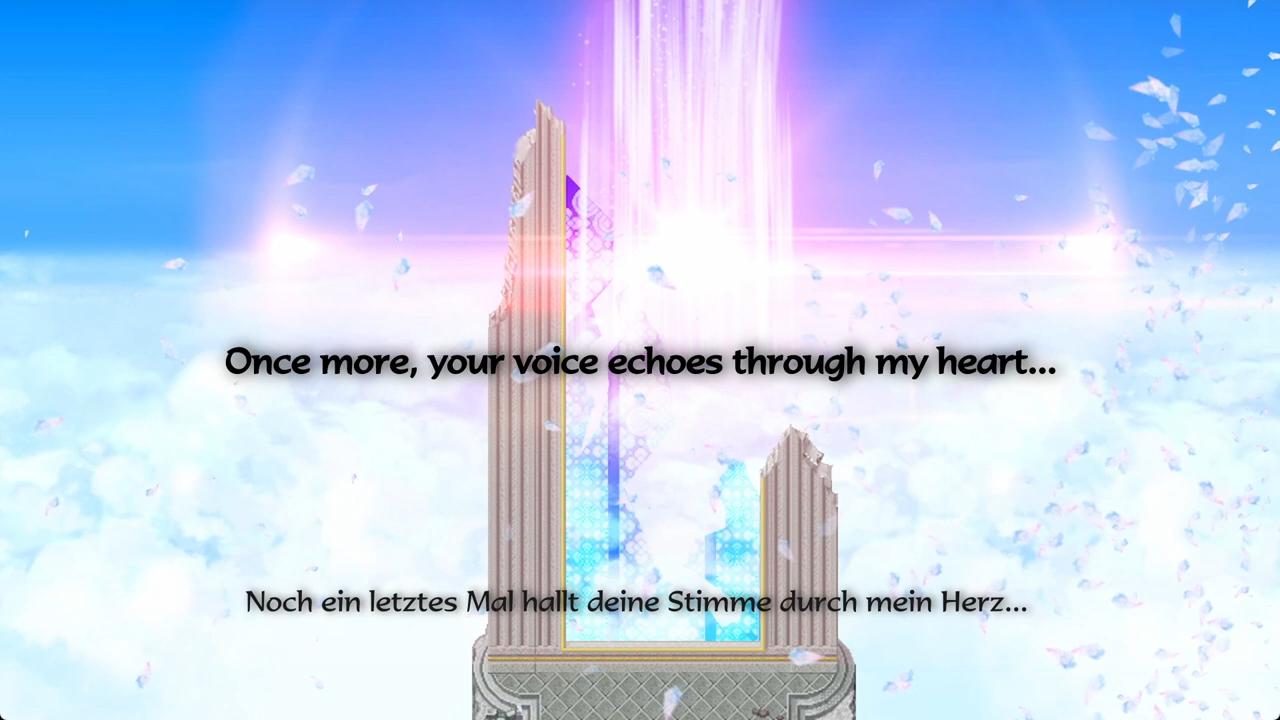 Once more, your voice echoes through my heart...
Noch ein letztes Mal hallt deine Stimme durch mein Herz...